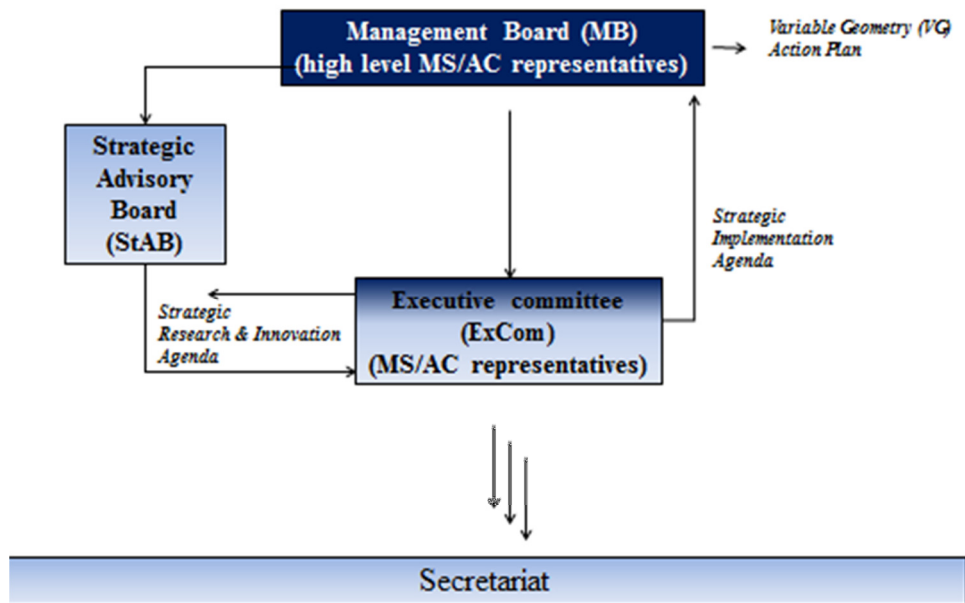 Management Board (MB)
(high level MS/AC representatives)
Variable Geometry (VG)
Action Plan
Strategic
Advisory
Board
(StAB)
Strategic
Implementation
Agenda
Strategic
Research & Innovation
Agenda
Executive committee
(ExCom)
(MS/AC representatives)
Secretariat